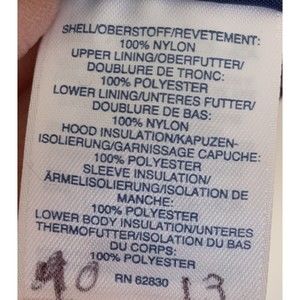 SHELL/OBERSTOFF/REVETEMENT:
100% NYLON
UPPER LINING/OBERFUTTER/
DOUBLURE DE TRONC:
100% POLYESTER
LOWER LINING/UNTERES FUTTER/
DOUBLURE DE BAS:
100% NYLON
HOOD INSULATION/KAPUZEN-
ISOLIERUNG/GARNISSAGE CAPUCHE:
100% POLYESTER
SLEEVE INSULATION/
ÄRMELISOLIERUNG/ISOLATION DE
MANCHE:
100% POLYESTER
LOWER BODY INSULATION/UNTERES
THERMOFUTTER/ISOLATION DU BAS
DU CORPS:
100% POLYESTER
RN 62830
13